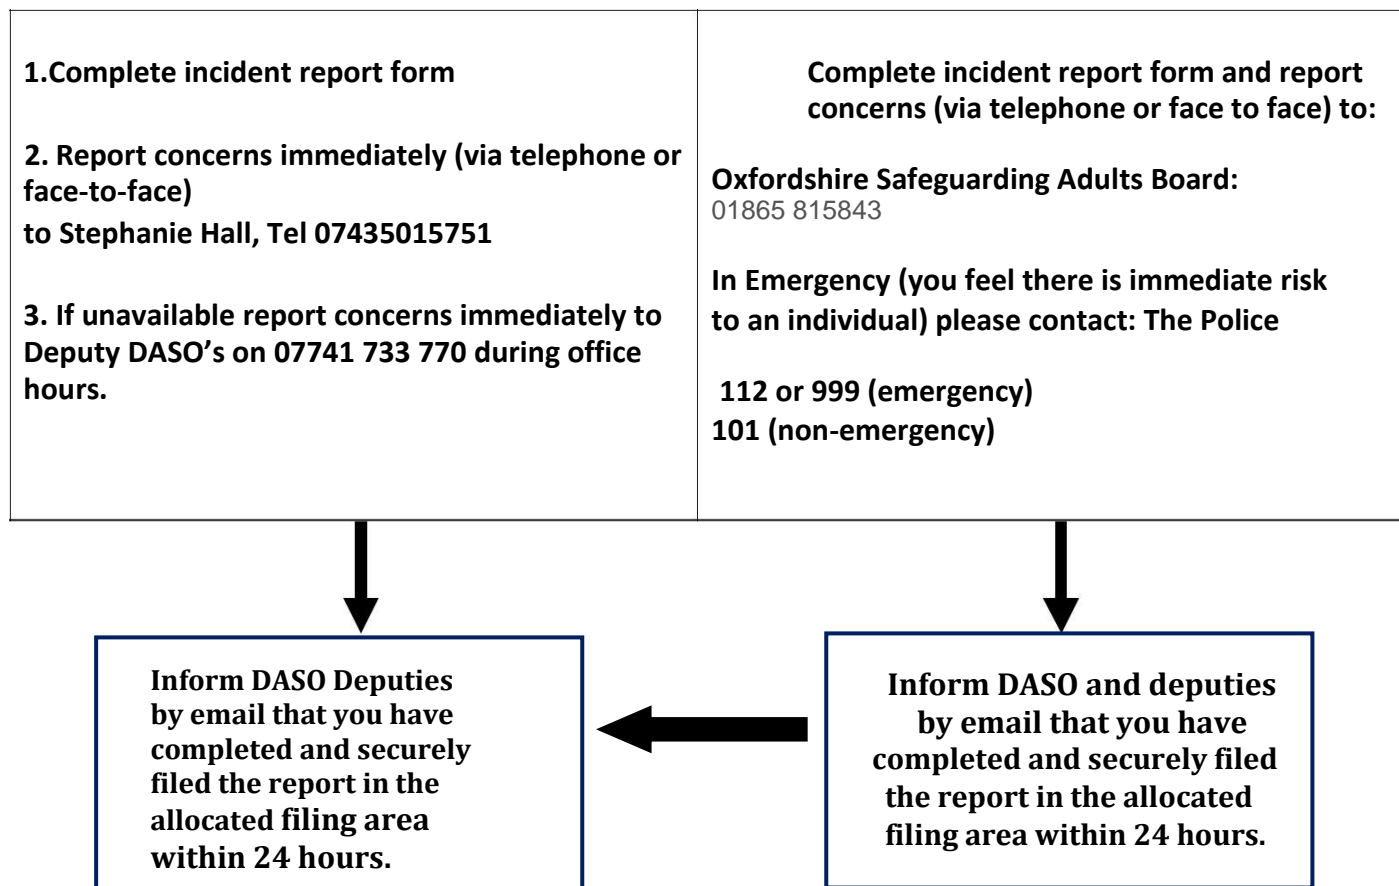 1.Complete incident report form
2. Report concerns immediately (via telephone or
face-to-face)
to Stephanie Hall, Tel 07435015751
3. If unavailable report concerns immediately to
Deputy DASO’s on 07741 733 770 during office
hours.
Complete incident report form and report
concerns (via telephone or face to face) to:
Oxfordshire Safeguarding Adults Board:
01865 815843
In Emergency (you feel there is immediate risk
to an individual) please contact: The Police
112 or 999 (emergency)
101 (non-emergency)
Inform DASO Deputies
by email that you have
completed and securely
filed the report in the
allocated filing area
within 24 hours.
Inform DASO and deputies
by email that you have
completed and securely filed
the report in the allocated
filing area within 24 hours.